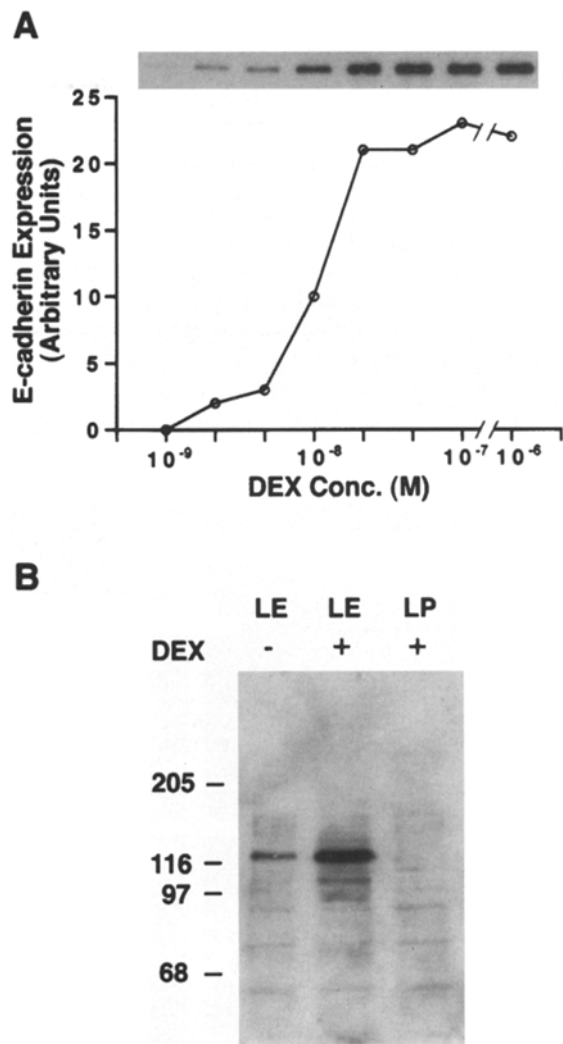 A
E-cadherin Expression
(Arbitrary Units)
25
20
15
10
5
0
10⁻⁹ 10⁻⁸ 10⁻⁷ 10⁻⁶
DEX Conc. (M)
B
LE LE LP
DEX - + +
205
116
97
68